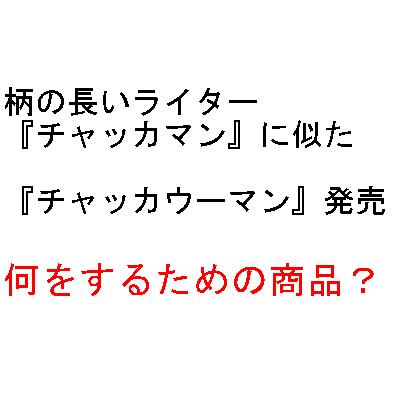 柄の長いライター
『チャッカマン』に似た
『チャッカウーマン』発売
何をするための商品？